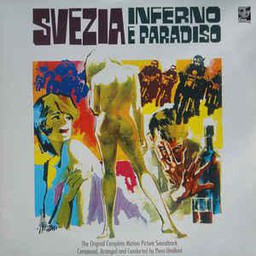 SVEZIA INFERNO
E PARADISO
The Original Complete Motion Picture Soundtrack
Composed, Arranged and Conducted by Piero Umiliani